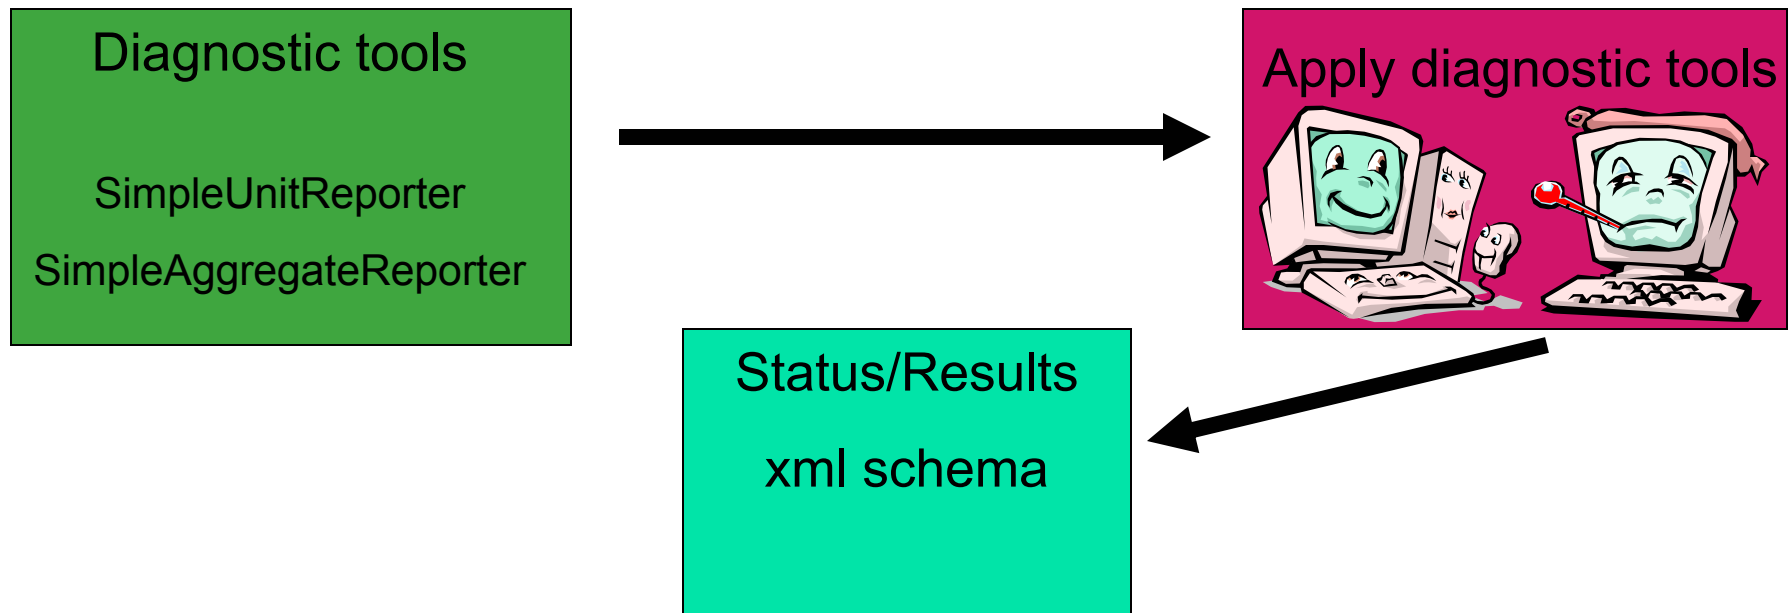 Diagnostic tools
SimpleUnitReporter
SimpleAggregateReporter
Apply diagnostic tools
Status/Results
xml schema